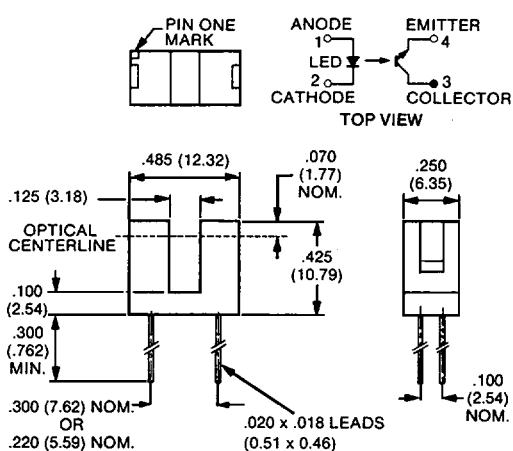 PIN ONE
MARK
ANODE
1
LED
2
CATHODE
EMITTER
4
3
COLLECTOR
TOP VIEW
.485 (12.32)
.070
(1.77)
NOM.
.250
(6.35)
.125 (3.18)
OPTICAL
CENTERLINE
.425
(10.79)
.100
(2.54)
.300
(.762)
MIN.
.300 (7.62) NOM.
OR
.220 (5.59) NOM.
.020 x .018 LEADS
(0.51 x 0.46)
.100
(2.54)
NOM.